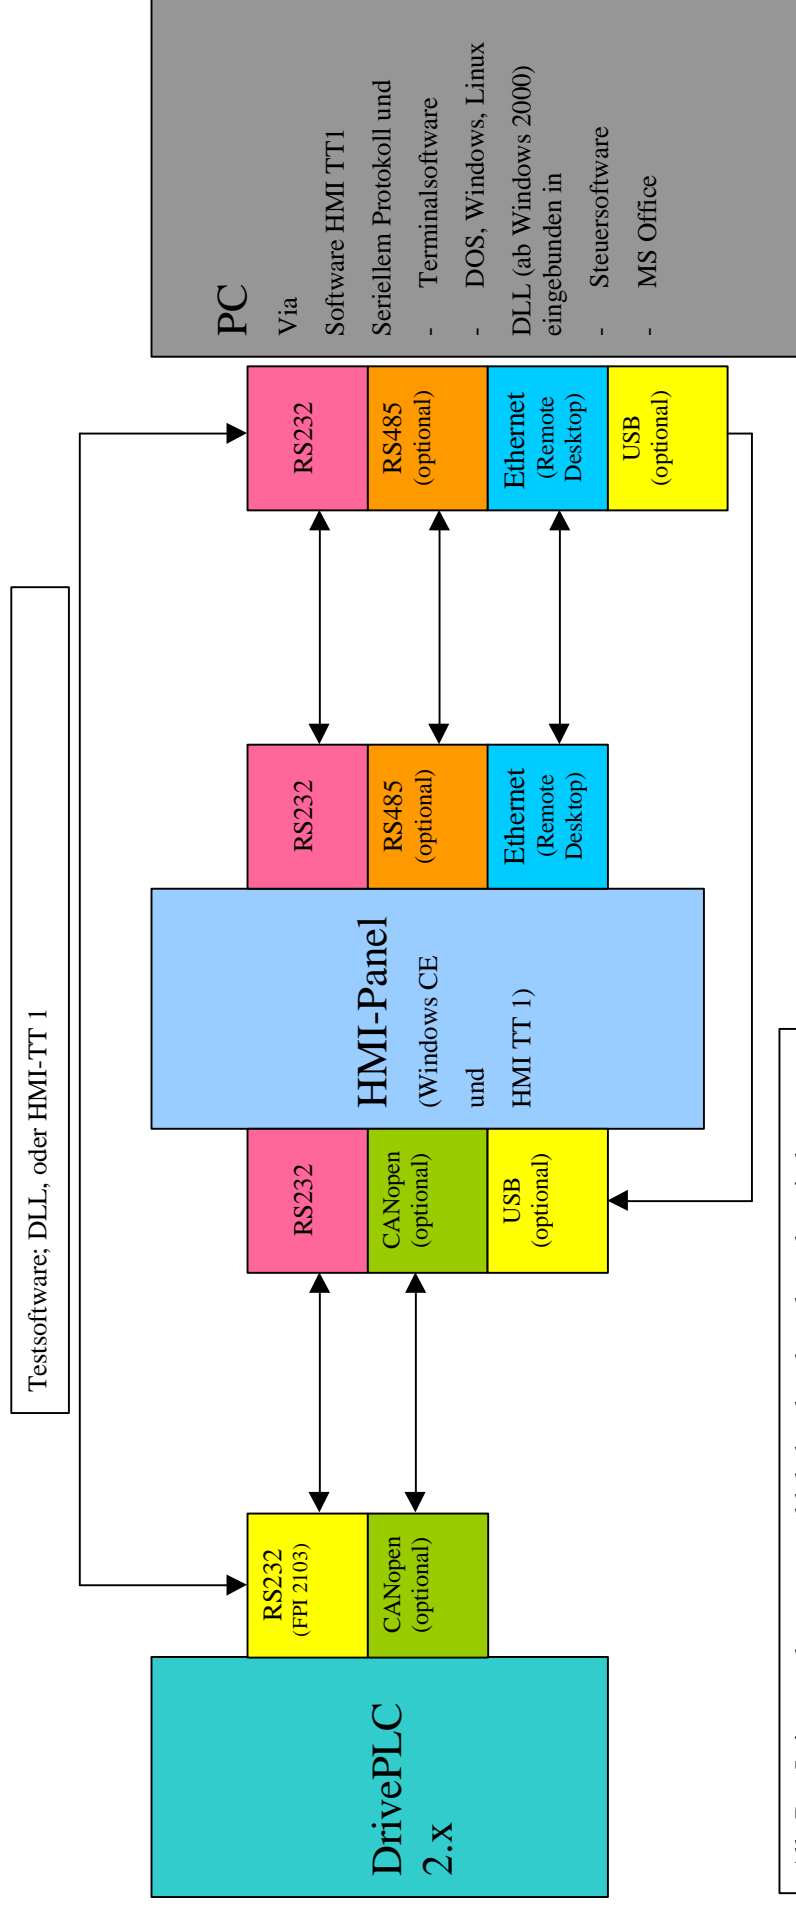 Testsoftware; DLL, oder HMI-TT 1
DrivePLC
2.x
RS232
(FPI 2103)
CANopen
(optional)
RS232
CANopen
(optional)
USB
(optional)
HMI-Panel
(Windows CE
und
HMI TT 1)
RS232
RS485
(optional)
Ethernet
(Remote
Desktop)
RS232
RS485
(optional)
Ethernet
(Remote
Desktop)
USB
(optional)
PC
Via
Software HMI TT1
Seriellem Protokoll und
- Terminalsoftware
- DOS, Windows, Linux
DLL (ab Windows 2000)
eingebunden in
- Steuersoftware
- MS Office